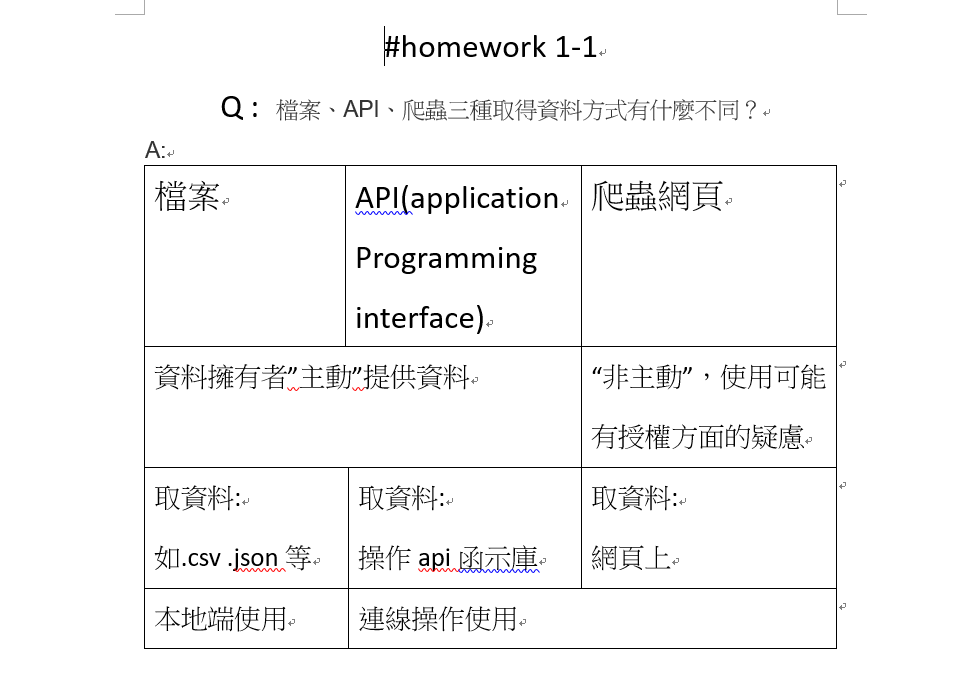 #homework 1-1
Q： 檔案、API、爬蟲三種取得資料方式有什麼不同？
A:
檔案
API(application
Programming
interface)
爬蟲網頁
資料擁有者”主動”提供資料
“非主動”，使用可能
有授權方面的疑慮
取資料:
如.csv .json 等
取資料:
操作 api 函示庫
取資料:
網頁上
本地端使用
連線操作使用